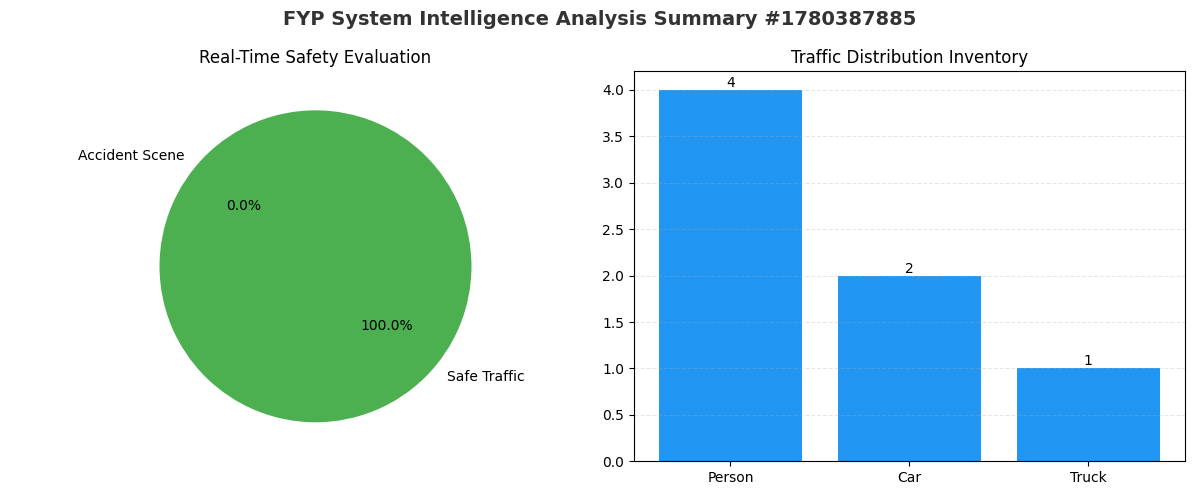 FYP System Intelligence Analysis Summary #1780387885
Real-Time Safety Evaluation
Accident Scene
0.0%
100.0%
Safe Traffic
Traffic Distribution Inventory
4.0
3.5
3.0
2.5
2.0
1.5
1.0
0.5
0.0
4
2
1
Person Car Truck